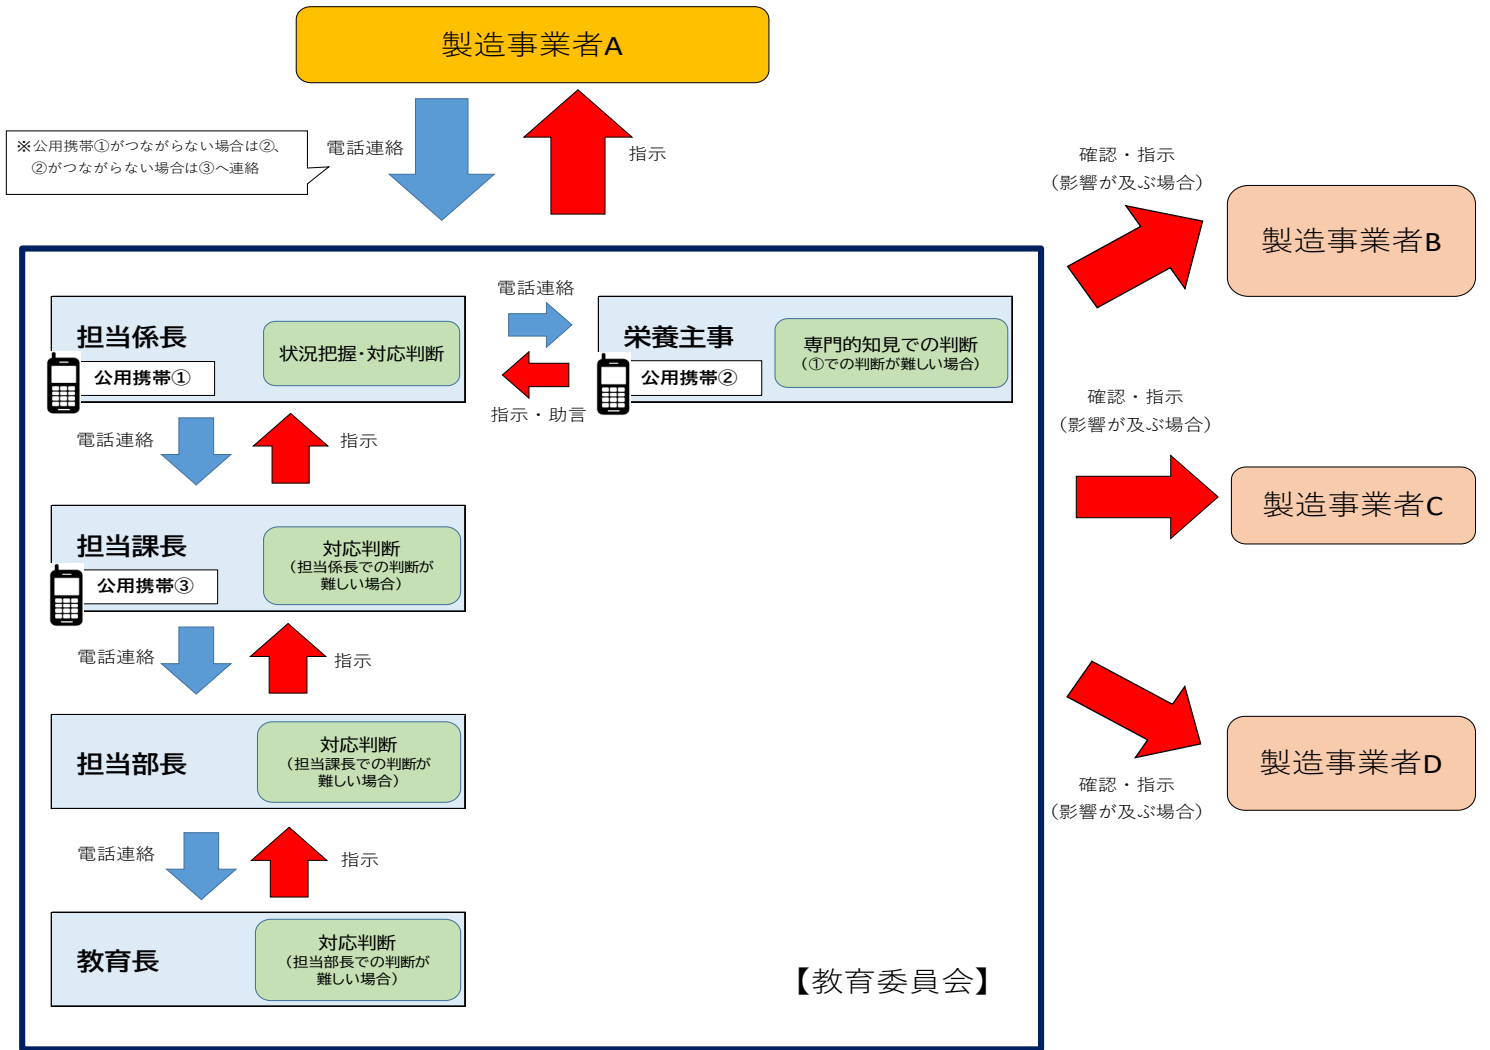 製造事業者A
※公用携帯①がつながらない場合は②、
②がつながらない場合は③へ連絡
電話連絡
指示
確認・指示
（影響が及ぶ場合）
製造事業者B
担当係長
公用携帯①
状況把握・対応判断
電話連絡
指示・助言
栄養主事
公用携帯②
専門的知見での判断
（①での判断が難しい場合）
確認・指示
（影響が及ぶ場合）
製造事業者C
電話連絡
指示
担当課長
公用携帯③
対応判断
（担当係長での判断が
難しい場合）
電話連絡
指示
担当部長
対応判断
（担当課長での判断が
難しい場合）
製造事業者D
確認・指示
（影響が及ぶ場合）
電話連絡
指示
教育長
対応判断
（担当部長での判断が
難しい場合）
【教育委員会】